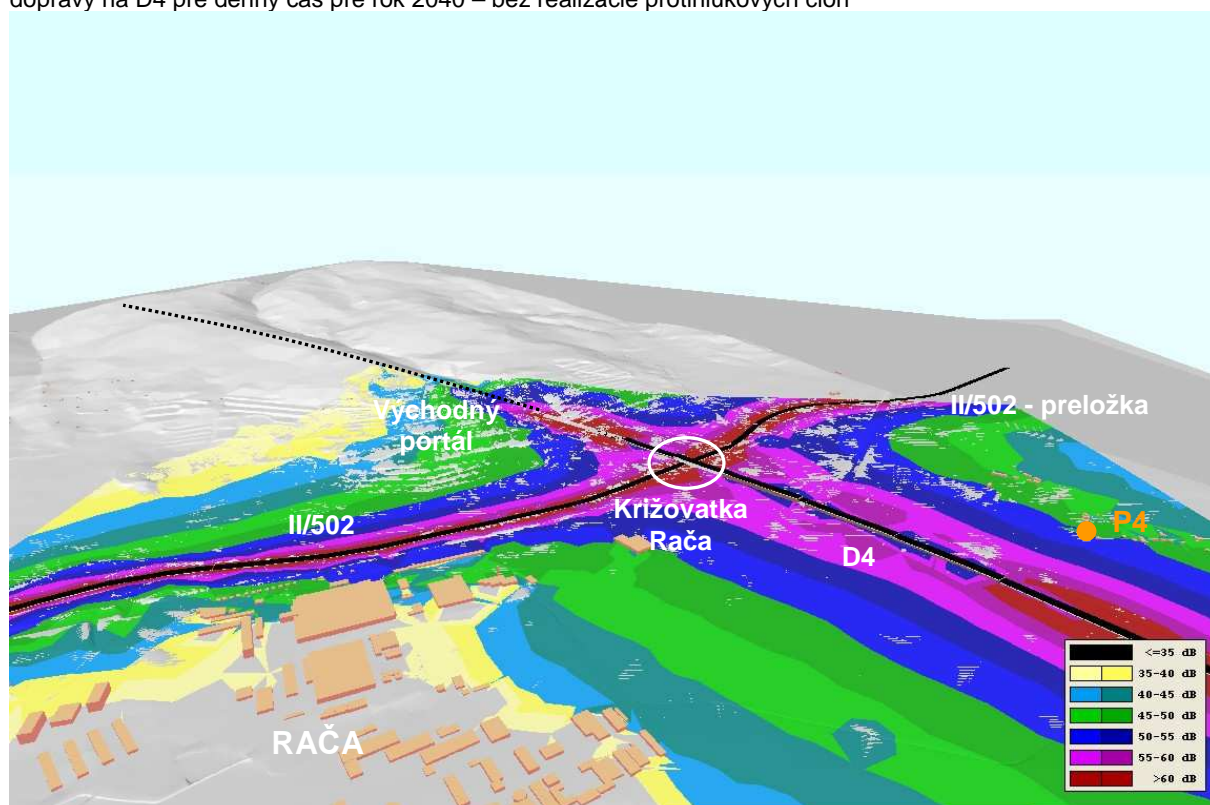 dopravy na D4 pre denný čas pre rok 2040 – bez realizácie protihlukových clôn
Východný
portál
II/502 - preložka
II/502
Križovatka
Rača
P4
D4
RAČA
<=35 dB
35-40 dB
40-45 dB
45-50 dB
50-55 dB
55-60 dB
>60 dB